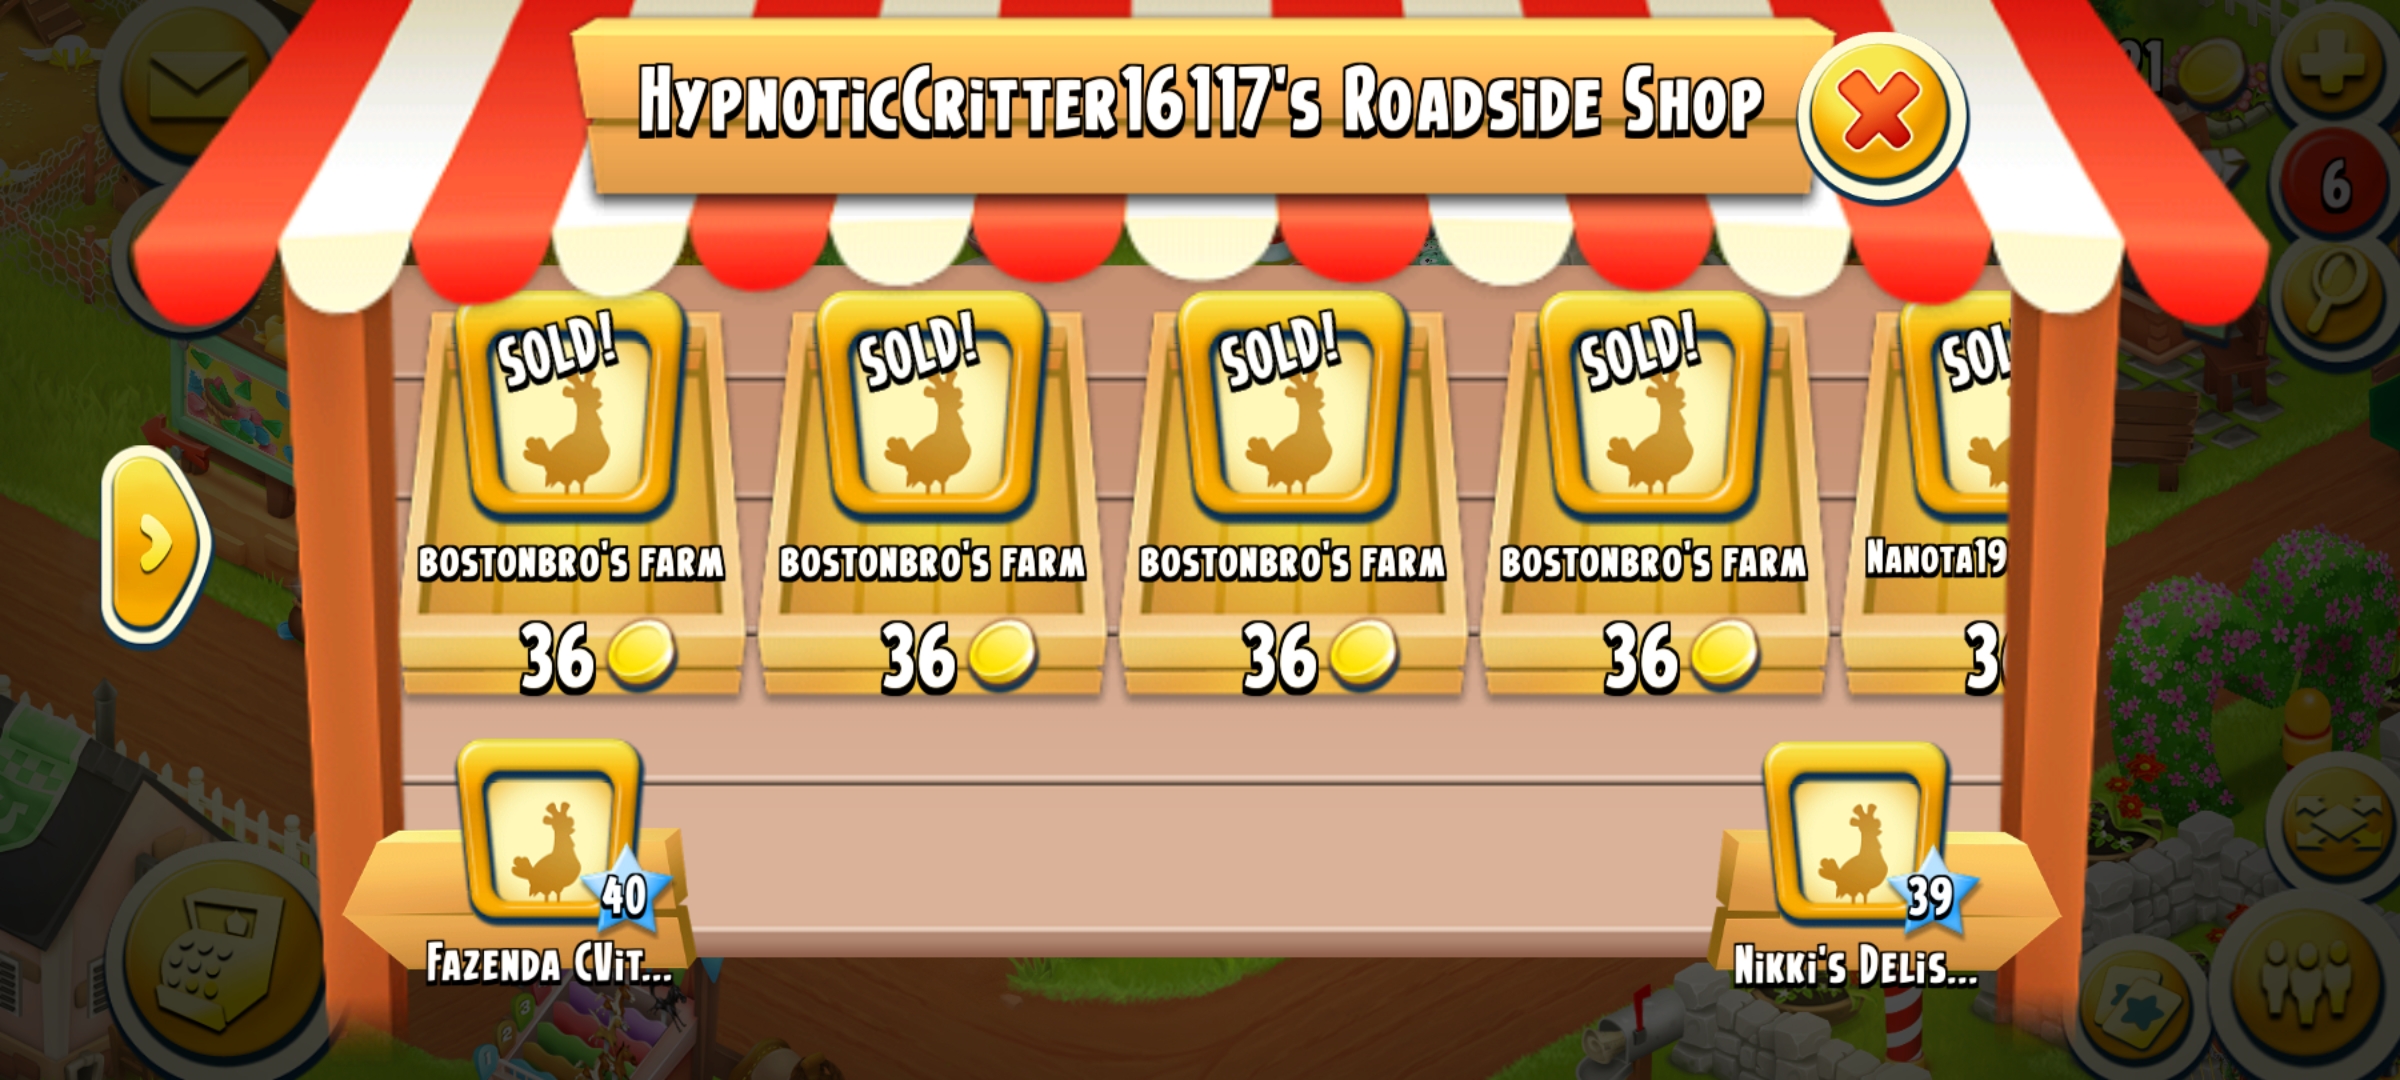 HypnoticCritter16117's Roadside Shop
6
SOLD!
SOLD!
SOLD!
SOLD!
BOSTONBRO'S FARM
BOSTONBRO'S FARM
BOSTONBRO'S FARM
BOSTONBRO'S FARM
Nanota19
36
36
36
36
40
39
Fazenda CVit...
Nikki's Delis...